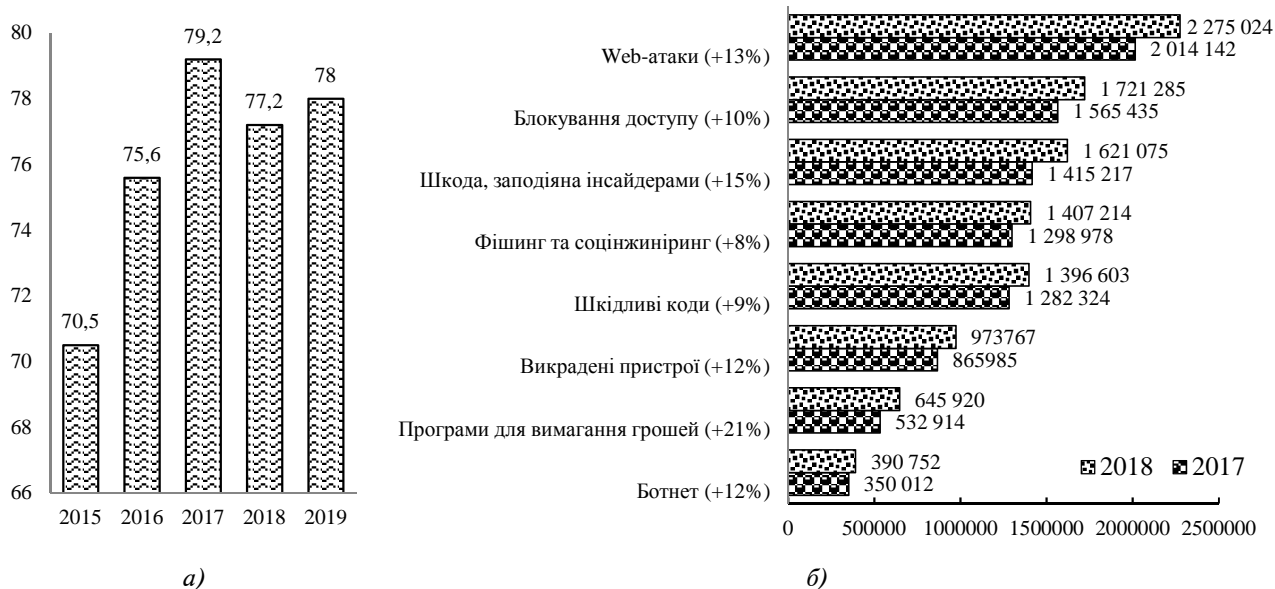 80
78
76
74
72
70
68
66
70,5
75,6
79,2
77,2
78
2015 2016 2017 2018 2019
а)
Web-атаки (+13%)
2 275 024
2 014 142
Блокування доступу (+10%)
1 721 285
1 565 435
Шкода, заподіяна інсайдерами (+15%)
1 621 075
1 415 217
Фішинг та соцінжиніринг (+8%)
1 407 214
1 298 978
Шкідливі коди (+9%)
1 396 603
1 282 324
Викрадені пристрої (+12%)
973767
865985
Програми для вимагання грошей (+21%)
645 920
532 914
Ботнет (+12%)
390 752
350 012
2018 2017
0 500000 1000000 1500000 2000000 2500000
б)